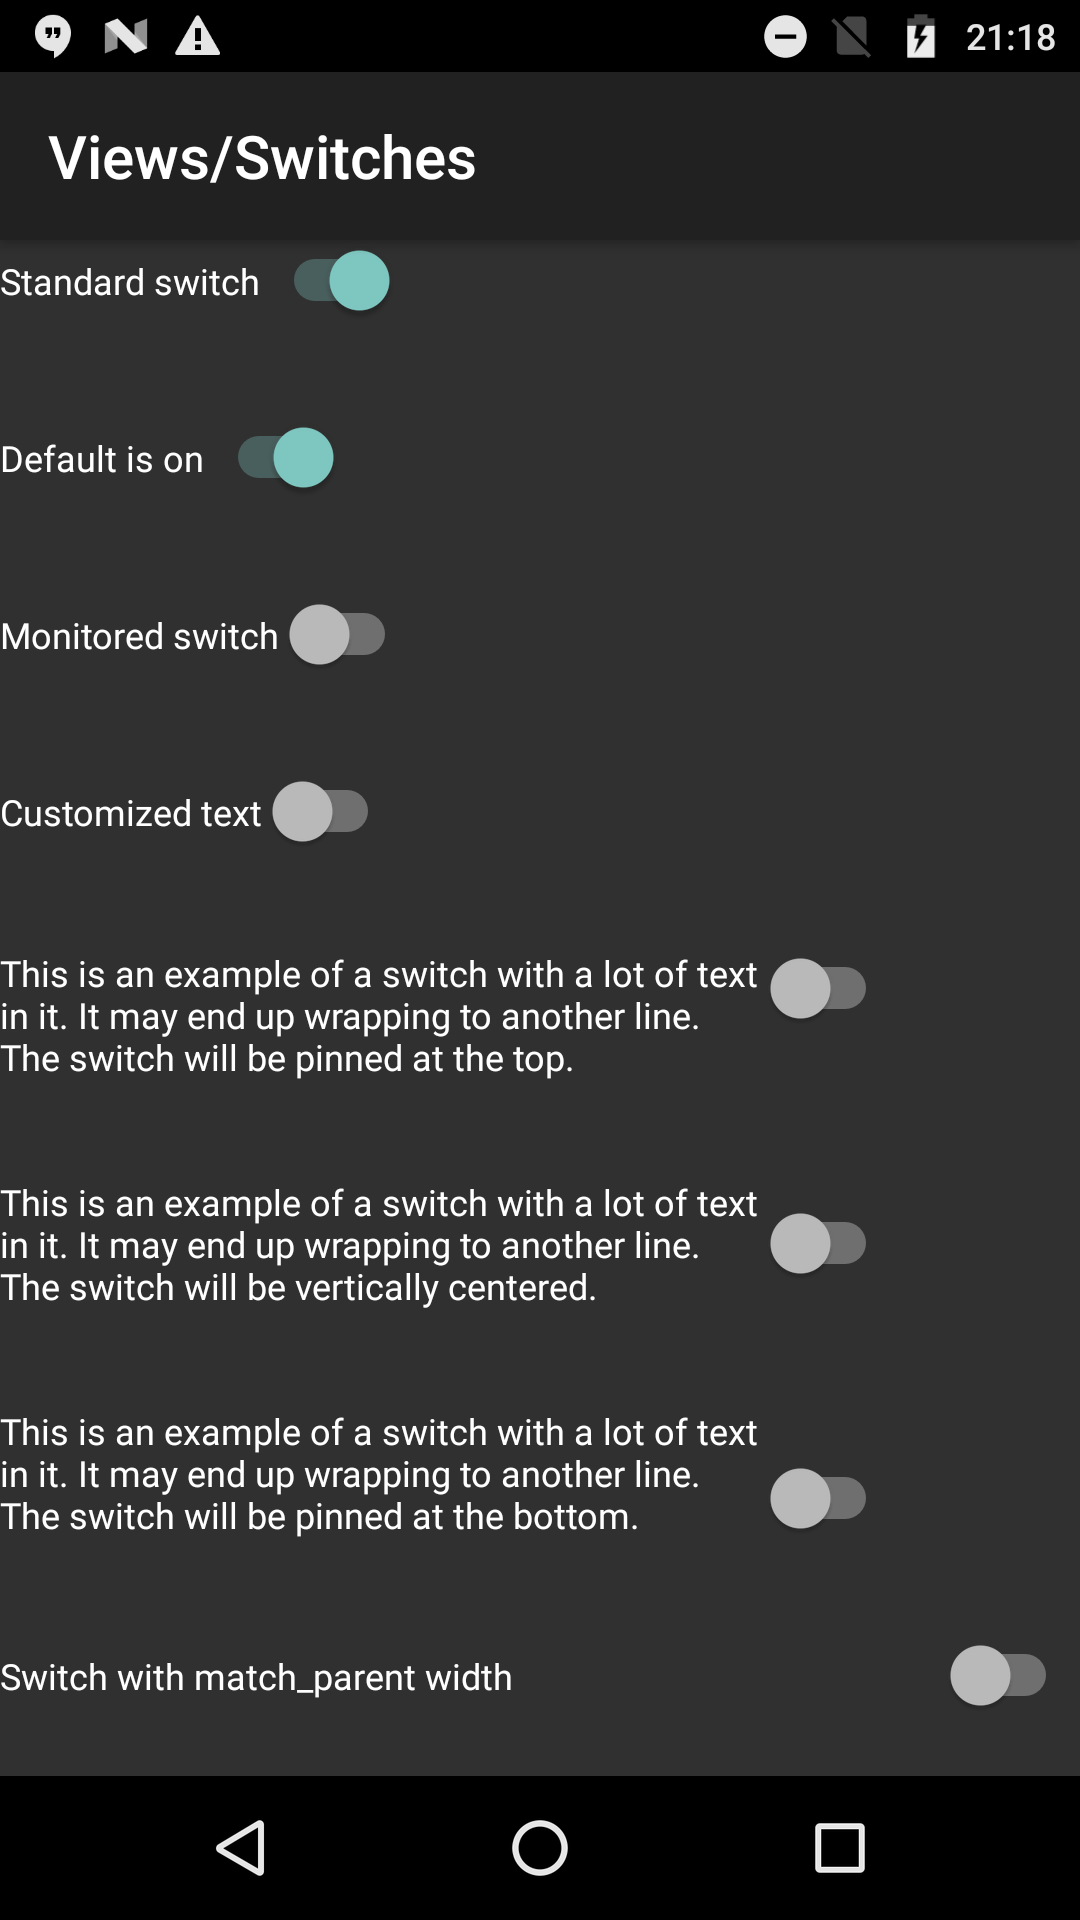 21:18
Views/Switches
Standard switch
Default is on
Monitored switch
Customized text
This is an example of a switch with a lot of text
in it. It may end up wrapping to another line.
The switch will be pinned at the top.
This is an example of a switch with a lot of text
in it. It may end up wrapping to another line.
The switch will be vertically centered.
This is an example of a switch with a lot of text
in it. It may end up wrapping to another line.
The switch will be pinned at the bottom.
Switch with match_parent width